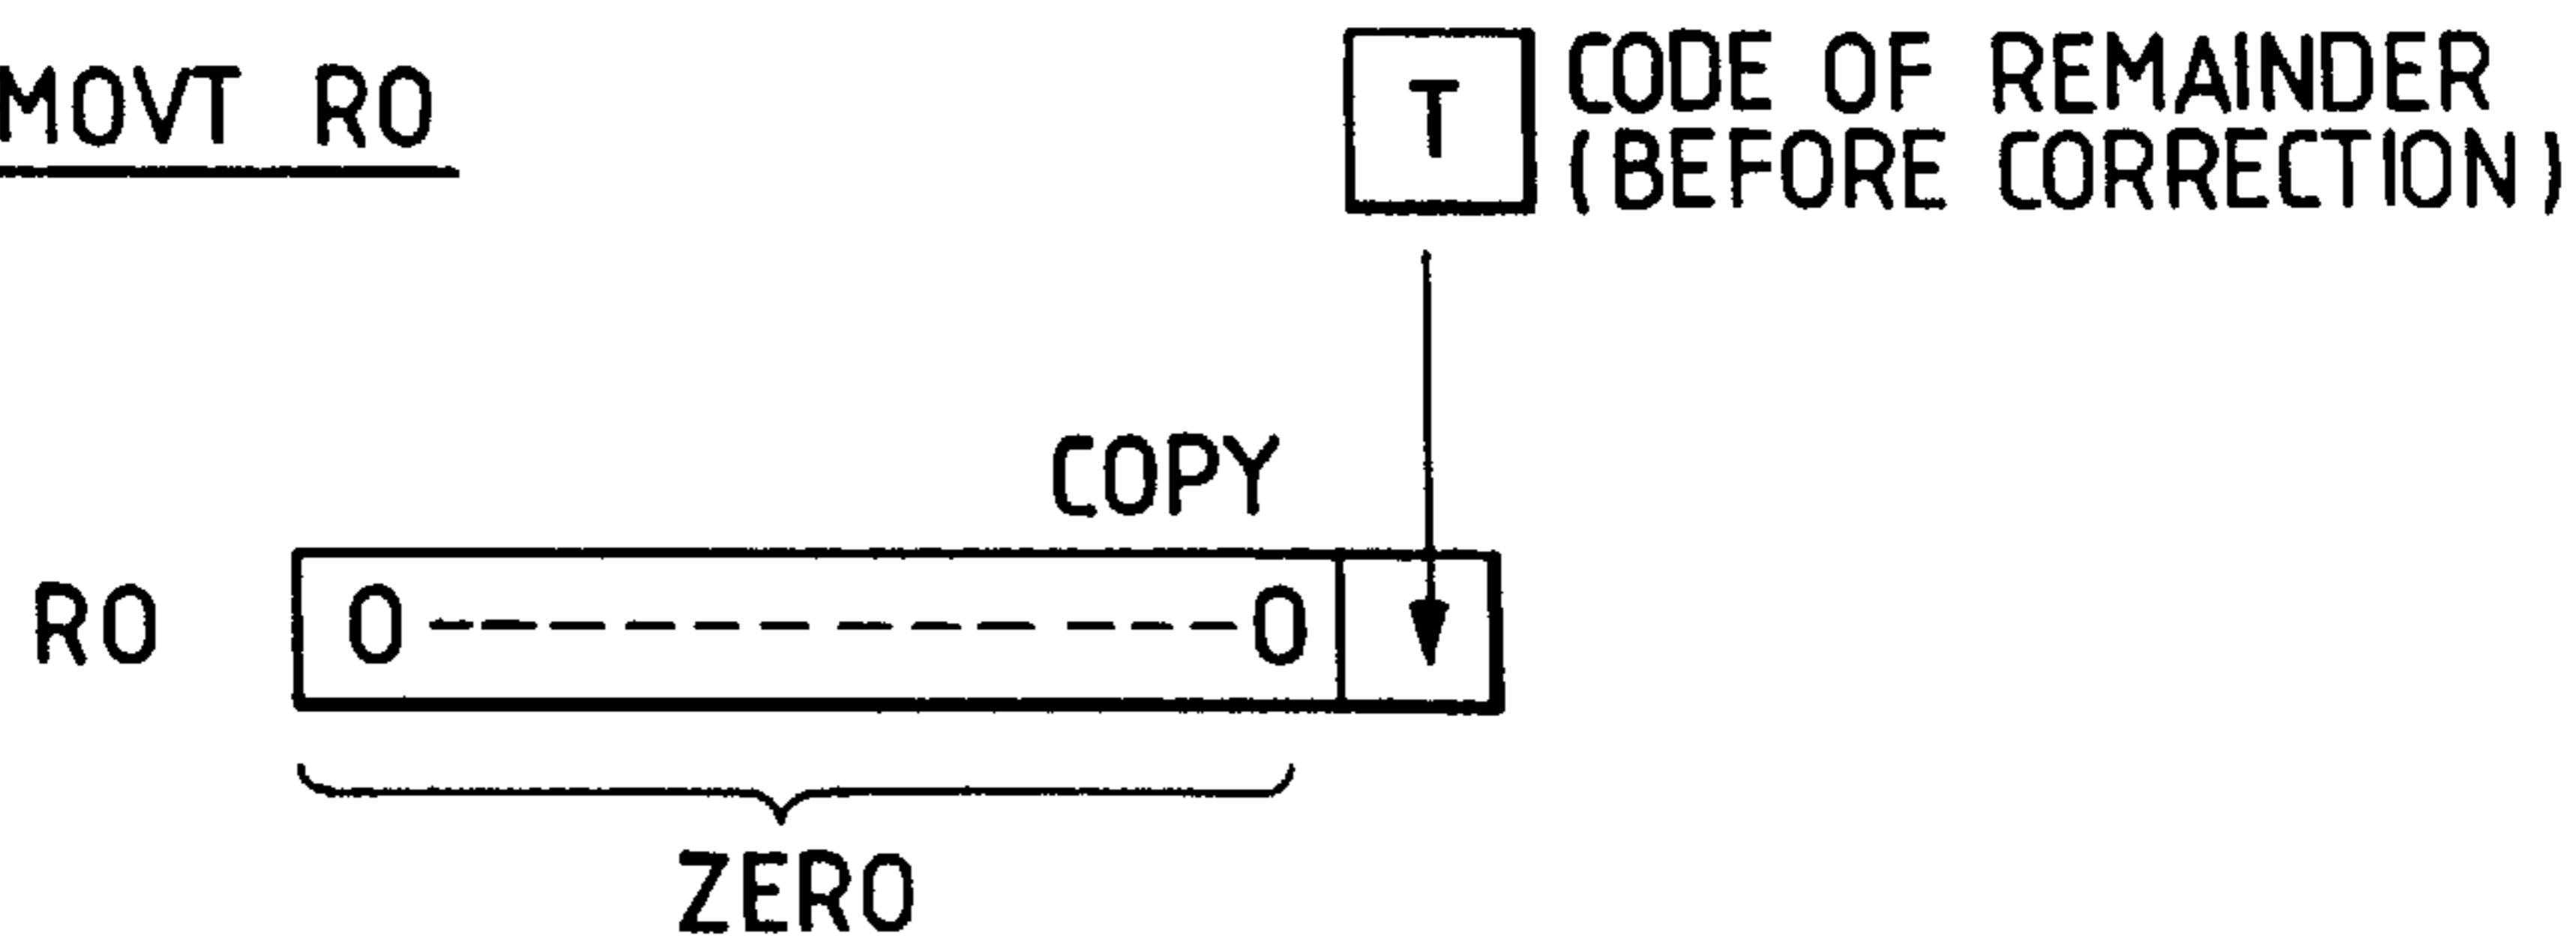 MOVT R0
T
CODE OF REMAINDER
(BEFORE CORRECTION)
COPY
R0 0 ------------ 0
ZERO